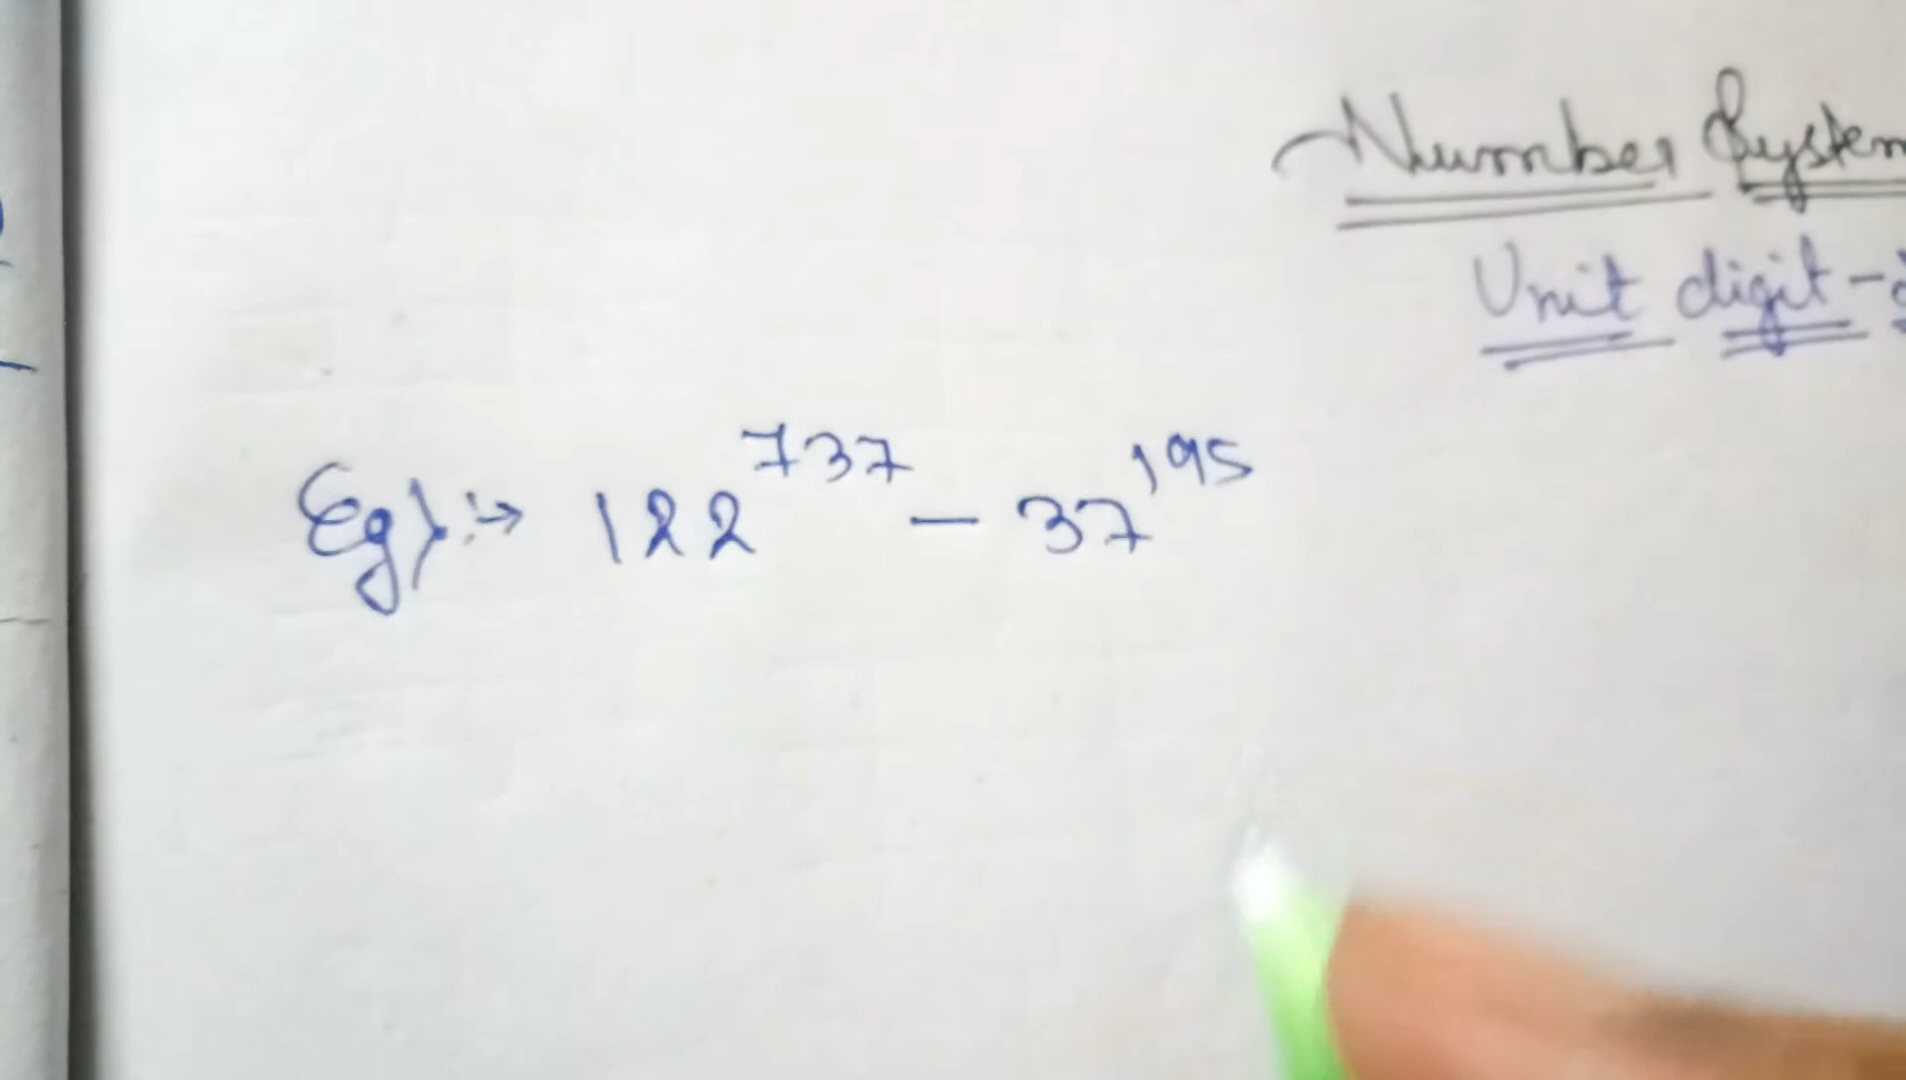 Number System
Unit digit -
Eg):→ 122^737 - 37^195